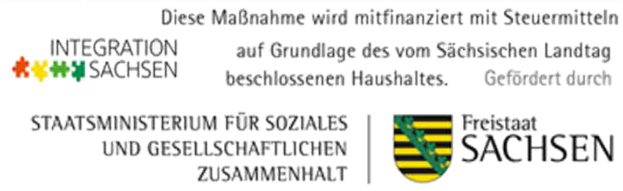 Diese Maßnahme wird mitfinanziert mit Steuermitteln
INTEGRATION
SACHSEN
auf Grundlage des vom Sächsischen Landtag
beschlossenen Haushaltes. Gefördert durch
STAATSMINISTERIUM FÜR SOZIALES
UND GESELLSCHAFTLICHEN
ZUSAMMENHALT
Freistaat
SACHSEN